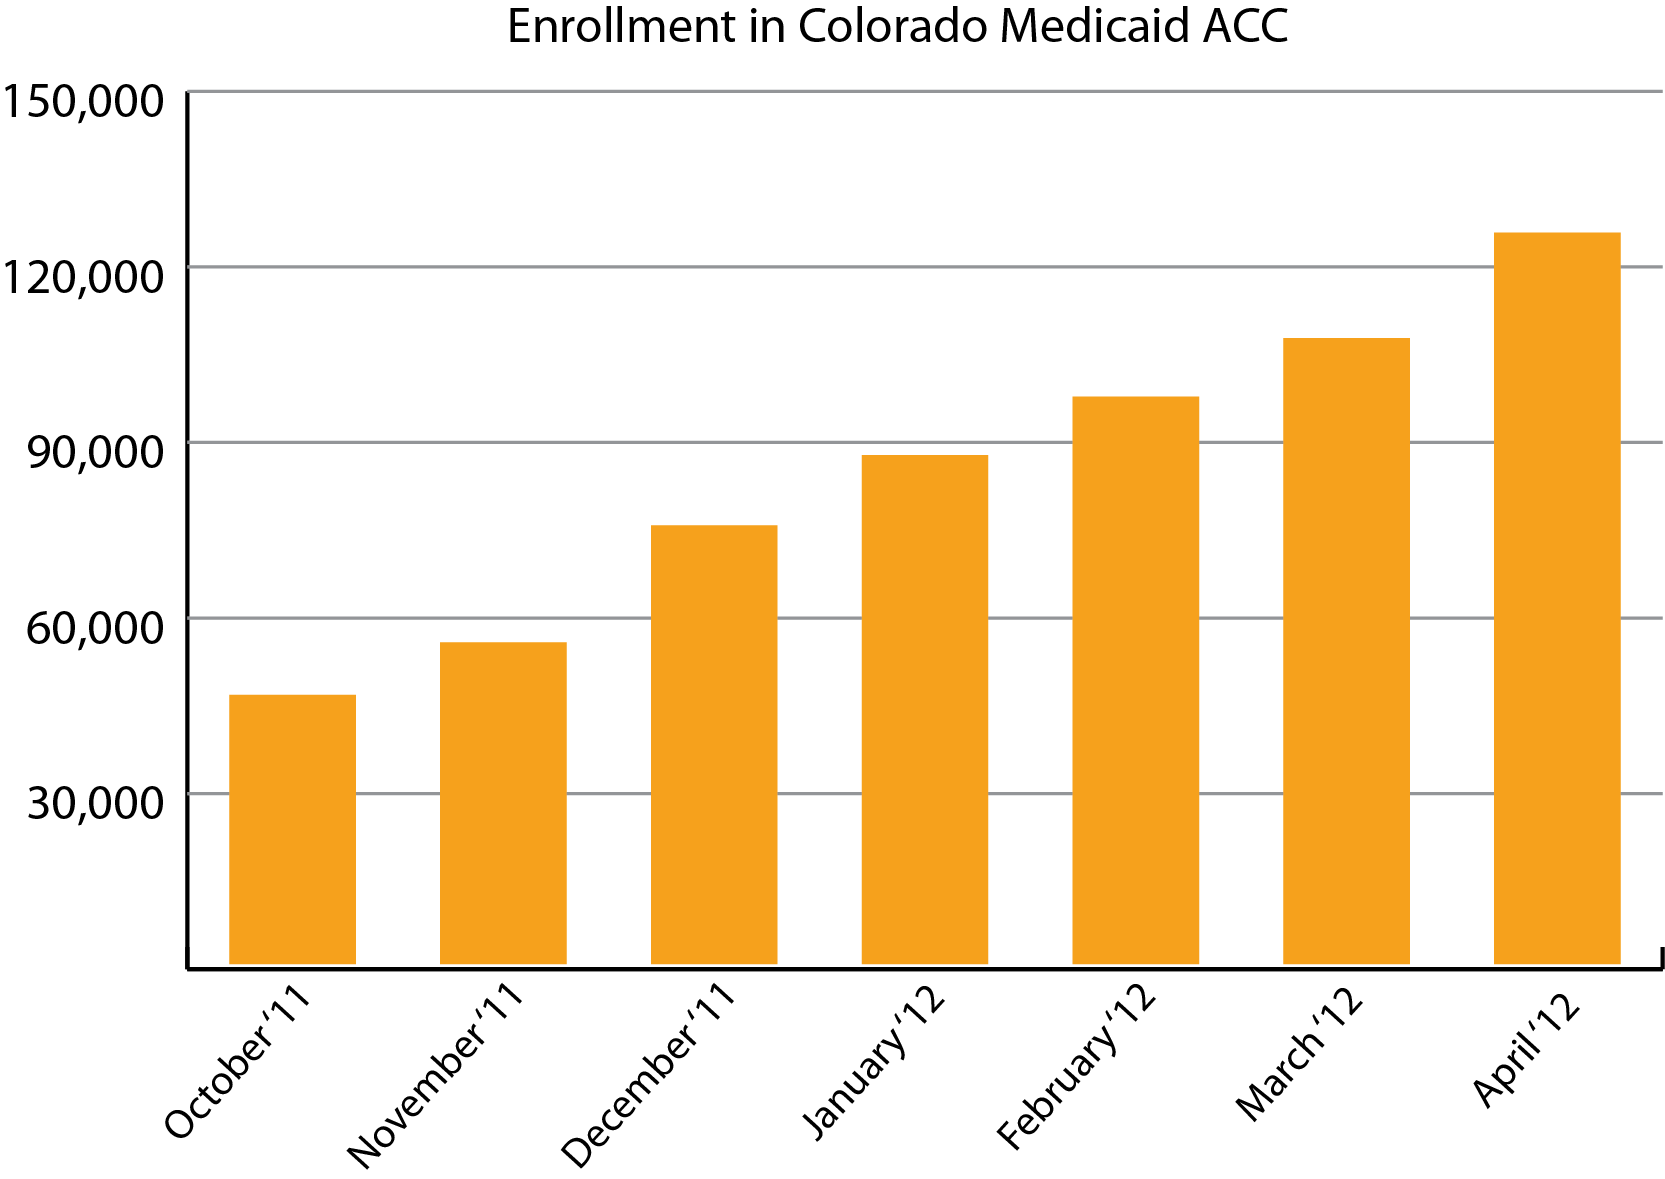 Enrollment in Colorado Medicaid ACC
150,000
120,000
90,000
60,000
30,000
October ‘11
November ‘11
December ‘11
January ‘12
February ‘12
March ‘12
April ‘12